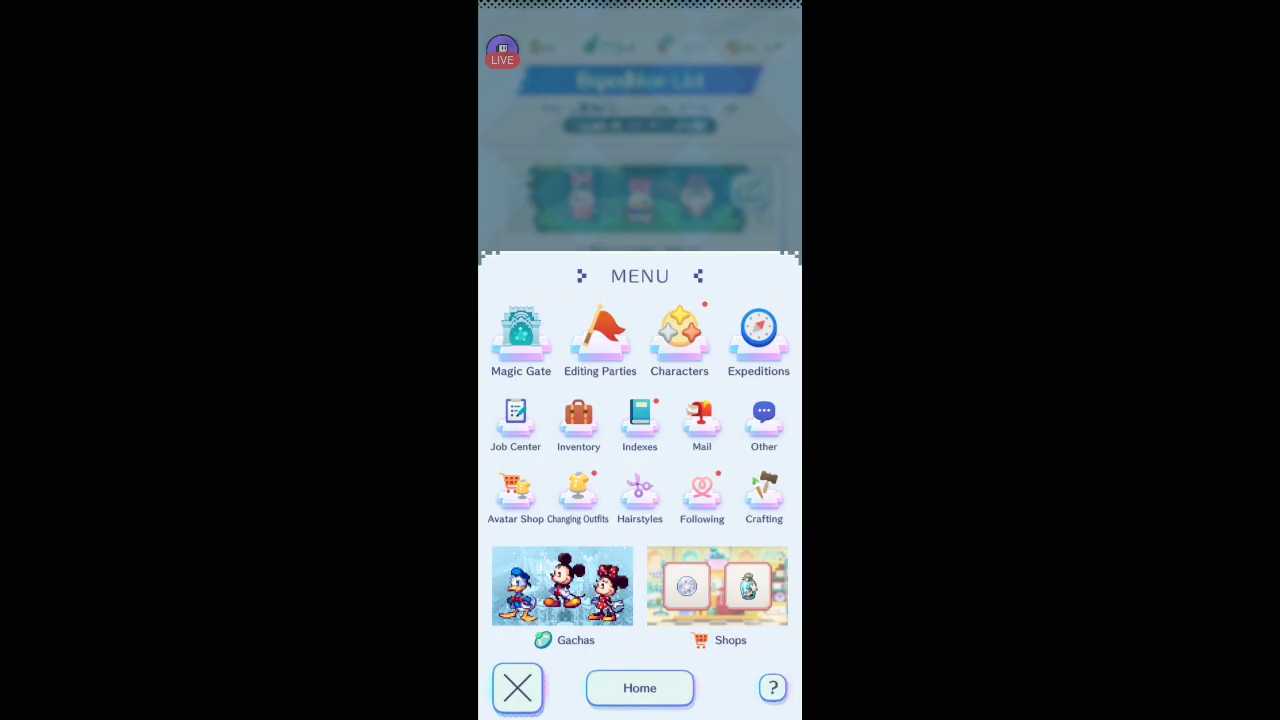 LIVE
MENU
Magic Gate
Editing Parties
Characters
Expeditions
Job Center
Inventory
Indexes
Mail
Other
Avatar Shop
Changing Outfits
Hairstyles
Following
Crafting
Gachas
Shops
Home
?